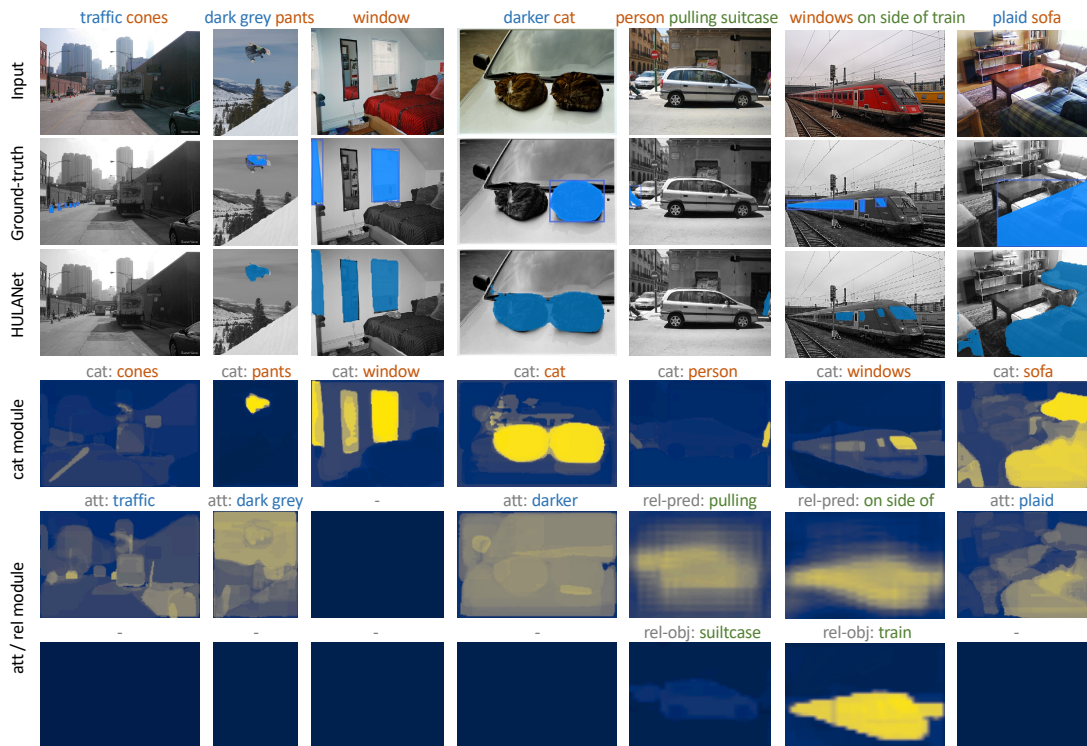 traffic cones
dark grey pants
window
darker cat
person pulling suitcase
windows on side of train
plaid sofa
Input
Ground-truth
HULANet
cat module
cat: cones
cat: pants
cat: window
cat: cat
cat: person
cat: windows
cat: sofa
att / rel module
att: traffic
att: dark grey
-
att: darker
rel-pred: pulling
rel-pred: on side of
att: plaid
-
-
-
-
rel-obj: suiltcase
rel-obj: train
-